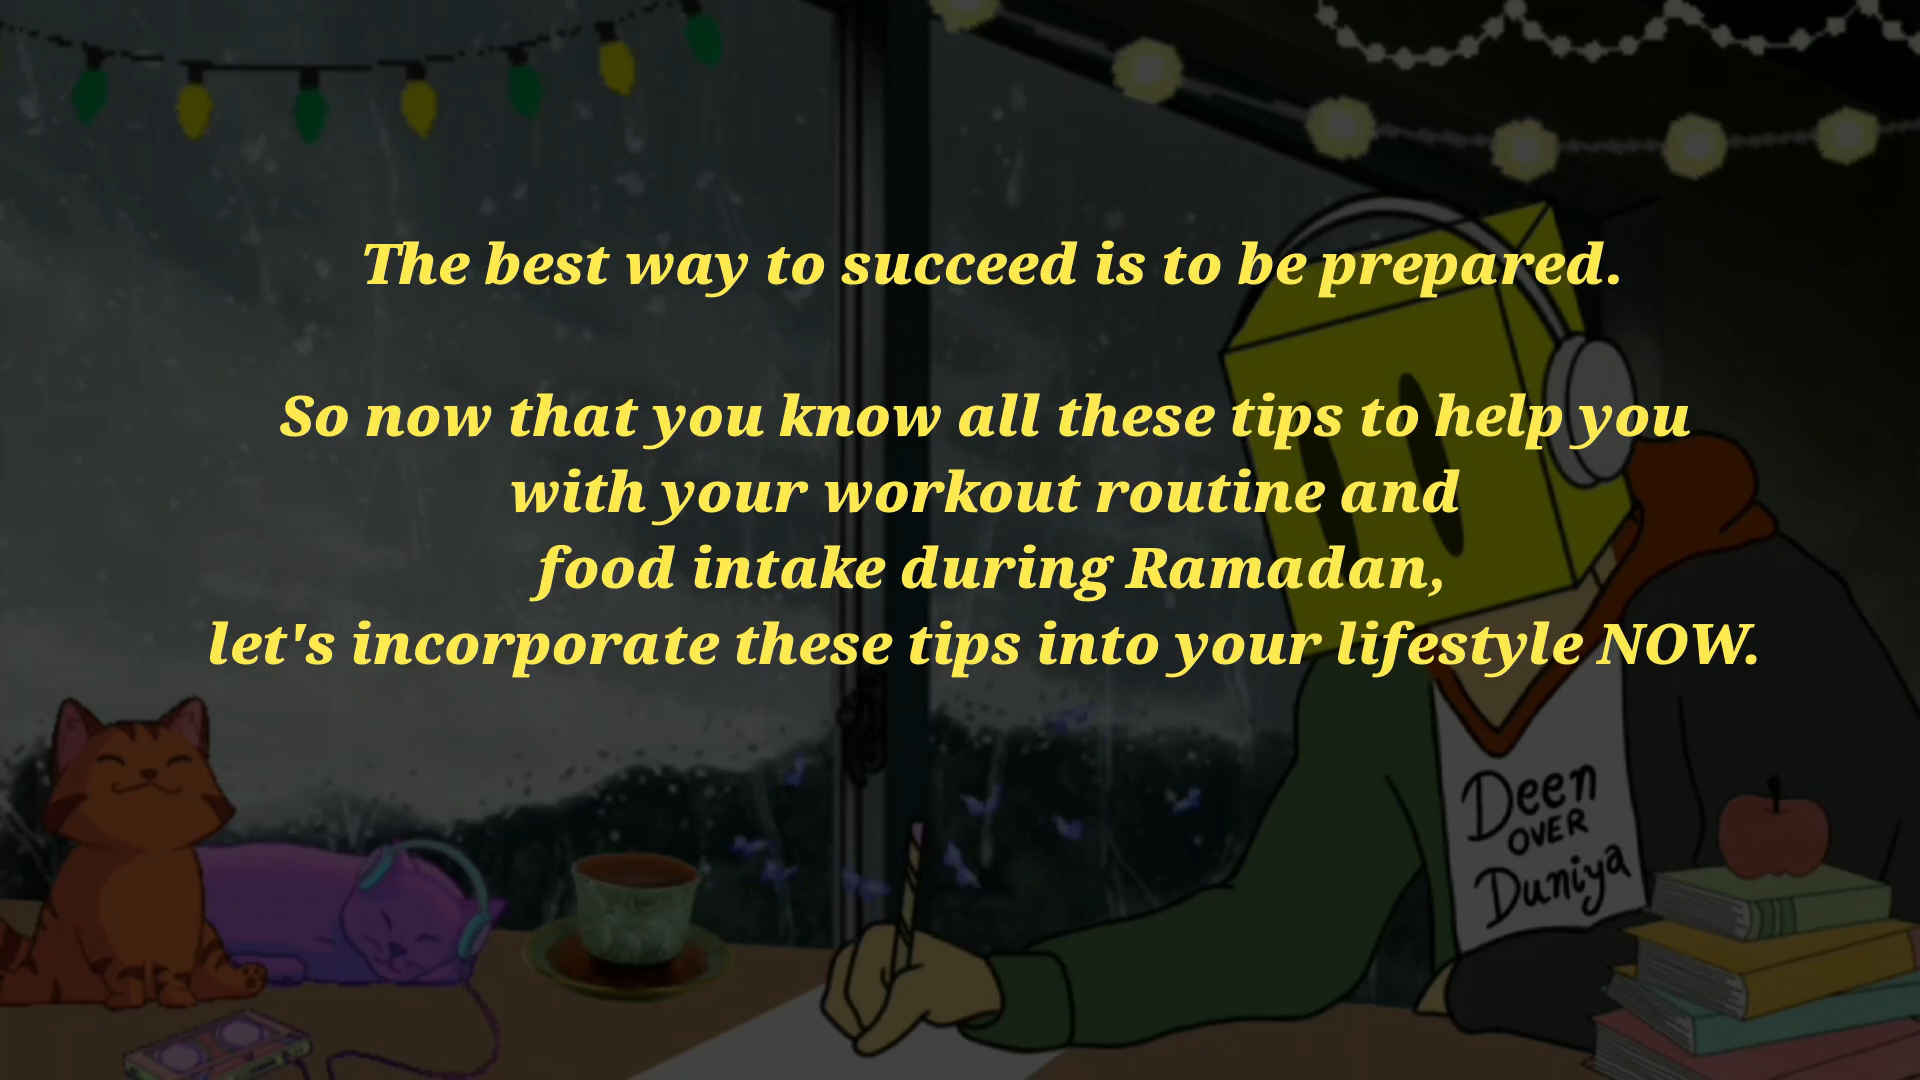 The best way to succeed is to be prepared.
So now that you know all these tips to help you
with your workout routine and
food intake during Ramadan,
let's incorporate these tips into your lifestyle NOW.
Deen
OVER
Duniya